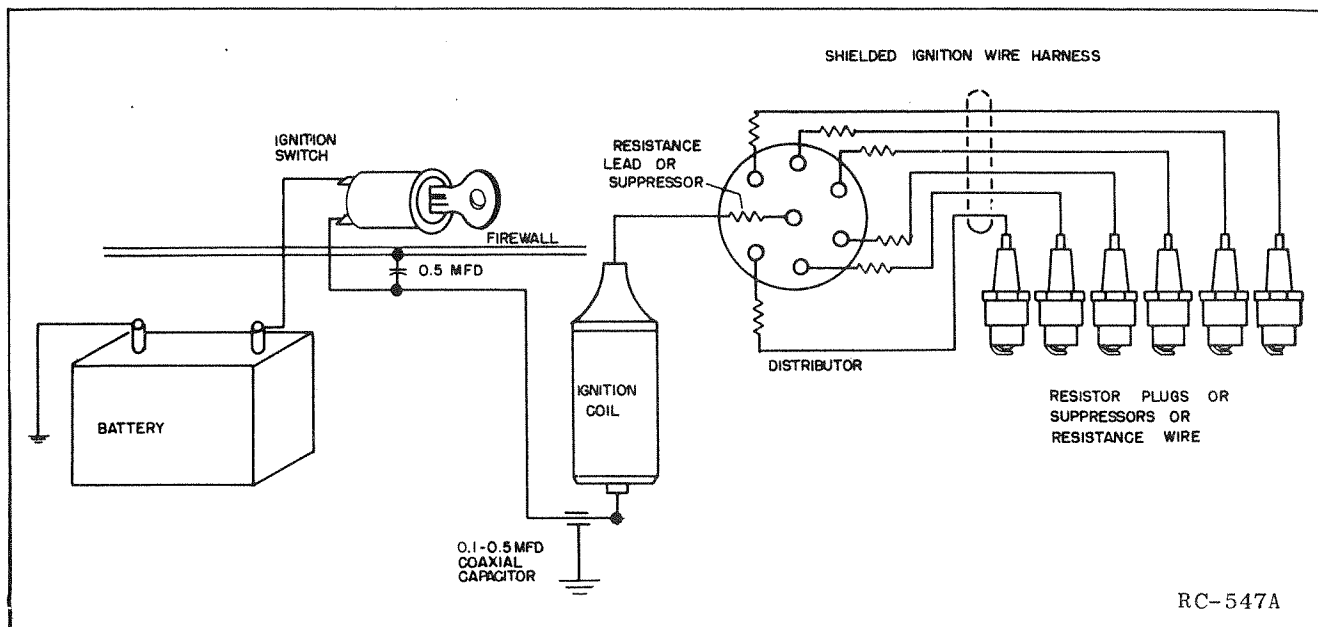 SHIELDED IGNITION WIRE HARNESS
IGNITION
SWITCH
RESISTANCE
LEAD OR
SUPPRESSOR
FIREWALL
0.5 MFD
DISTRIBUTOR
IGNITION
COIL
BATTERY
RESISTOR PLUGS OR
SUPPRESSORS OR
RESISTANCE WIRE
0.1-0.5 MFD
COAXIAL
CAPACITOR
RC-547A